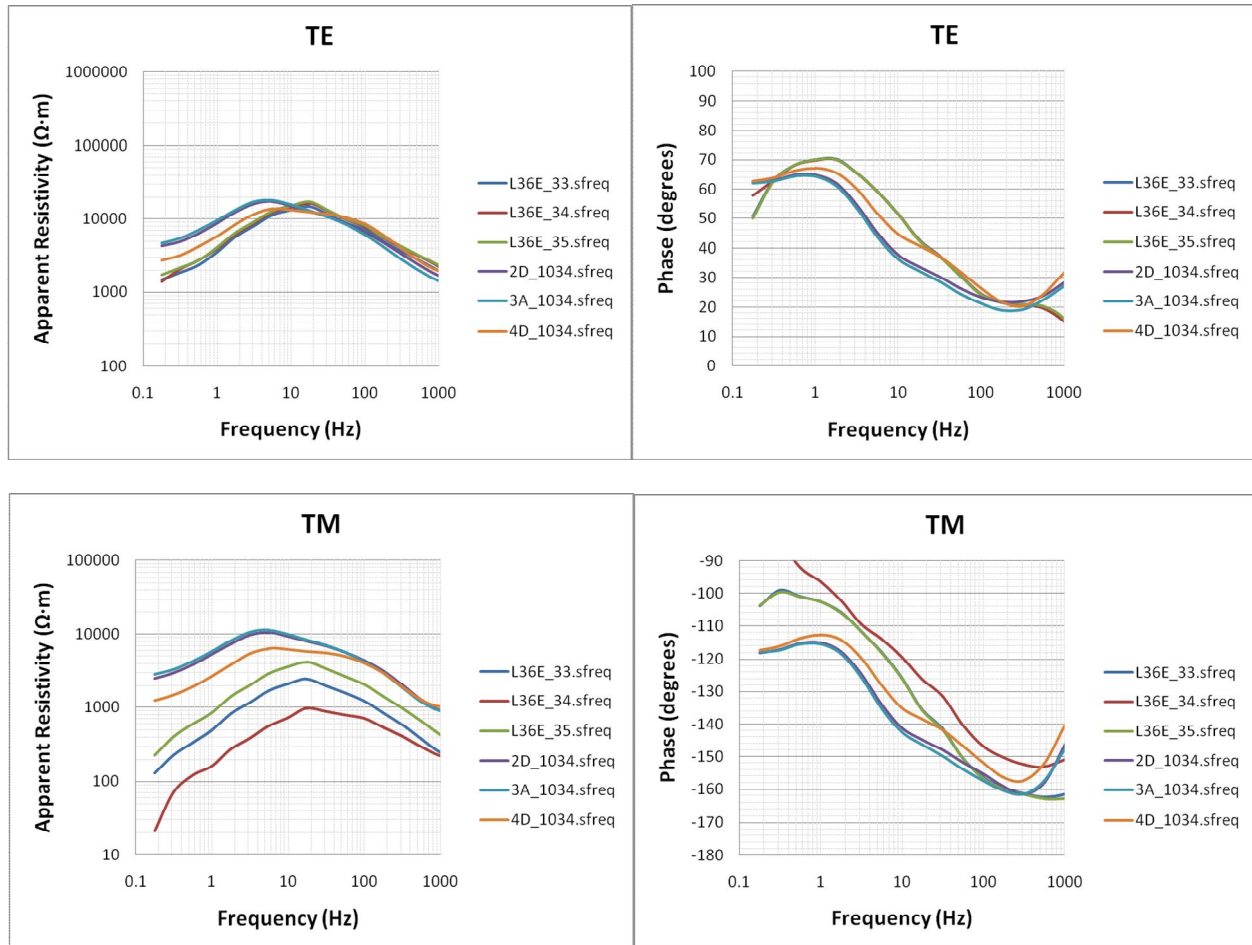 TE
Apparent Resistivity (Ω·m)
1000000
100000
10000
1000
100
0.1 1 10 100 1000
Frequency (Hz)
L36E_33.sfreq
L36E_34.sfreq
L36E_35.sfreq
2D_1034.sfreq
3A_1034.sfreq
4D_1034.sfreq
TE
Phase (degrees)
100
90
80
70
60
50
40
30
20
10
0
0.1 1 10 100 1000
Frequency (Hz)
L36E_33.sfreq
L36E_34.sfreq
L36E_35.sfreq
2D_1034.sfreq
3A_1034.sfreq
4D_1034.sfreq
TM
Apparent Resistivity (Ω·m)
100000
10000
1000
100
10
0.1 1 10 100 1000
Frequency (Hz)
L36E_33.sfreq
L36E_34.sfreq
L36E_35.sfreq
2D_1034.sfreq
3A_1034.sfreq
4D_1034.sfreq
TM
Phase (degrees)
-90
-100
-110
-120
-130
-140
-150
-160
-170
-180
0.1 1 10 100 1000
Frequency (Hz)
L36E_33.sfreq
L36E_34.sfreq
L36E_35.sfreq
2D_1034.sfreq
3A_1034.sfreq
4D_1034.sfreq